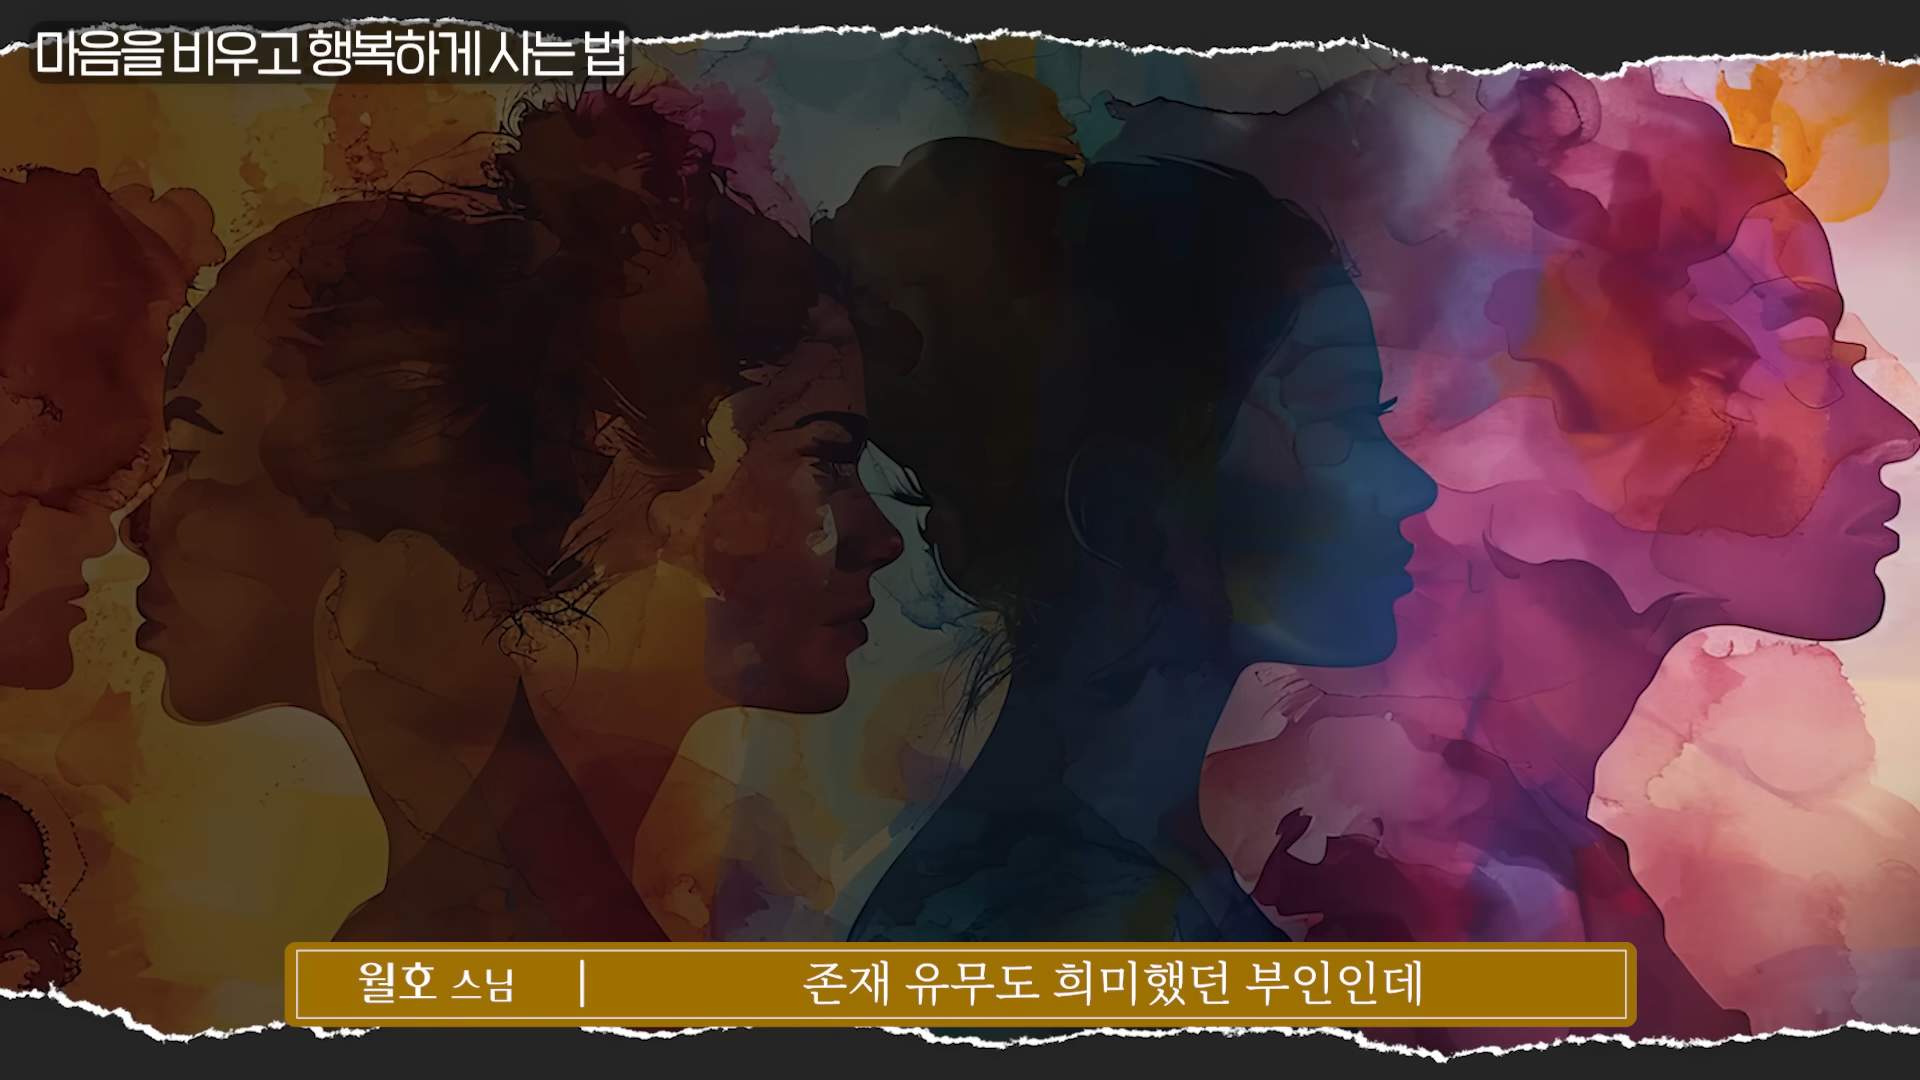 마음을 비우고 행복하게 사는 법
월호 스님 | 존재 유무도 희미했던 부인인데